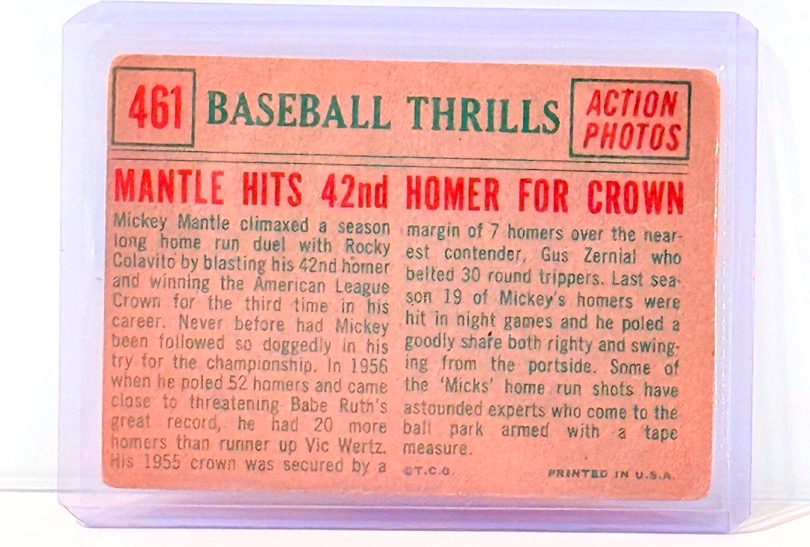 461
BASEBALL THRILLS
ACTION
PHOTOS
MANTLE HITS 42nd HOMER FOR CROWN
Mickey Mantle climaxed a season
long home run duel with Rocky
Colavito by blasting his 42nd homer
and winning the American League
Crown for the third time in his
career. Never before had Mickey
been followed so doggedly in his
try for the championship. In 1956
when he poled 52 homers and came
close to threatening Babe Ruth's
great record, he had 20 more
homers than runner up Vic Wertz.
His 1955 crown was secured by a
margin of 7 homers over the near-
est contender, Gus Zernial who
belted 30 round trippers. Last sea-
son 19 of Mickey's homers were
hit in night games and he poled a
goodly share both righty and swing-
ing from the portside. Some of
the 'Micks' home run shots have
astounded experts who come to the
ball park armed with a tape
measure.
©T.C.G.
PRINTED IN U.S.A.